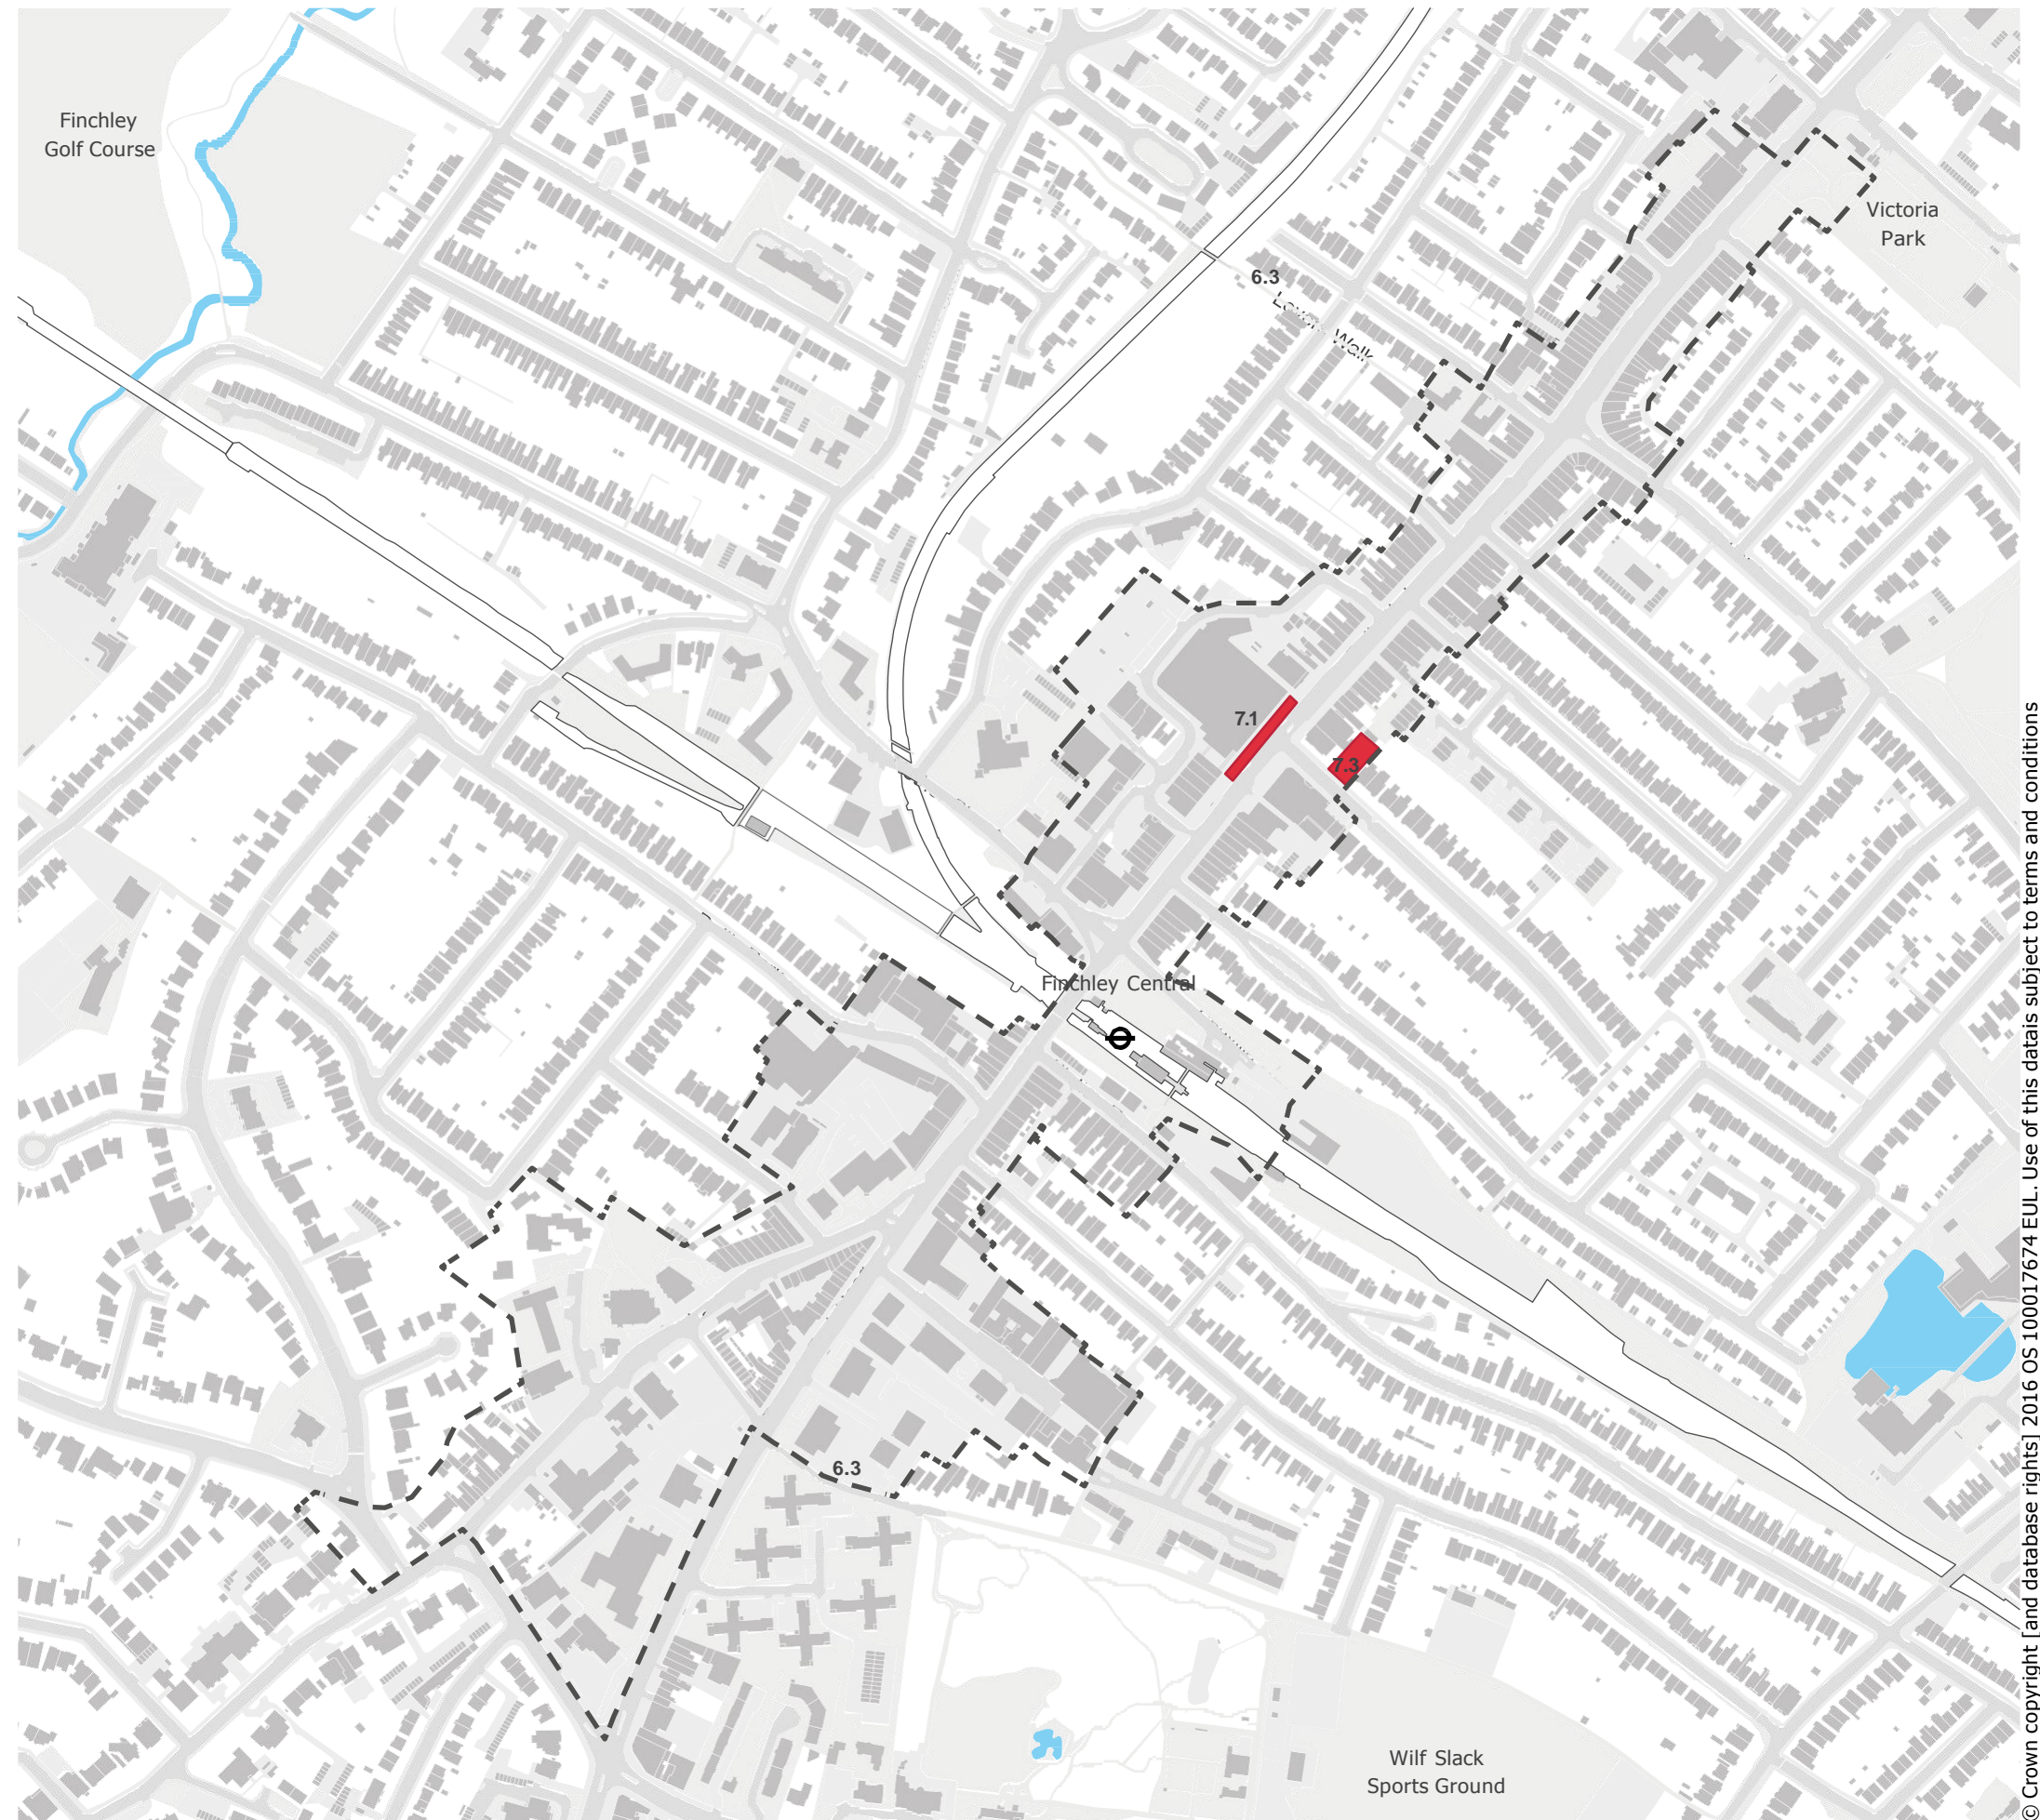 Finchley
Golf Course
Victoria
Park
6.3
Walk
7.1
7.3
Finchley Central
6.3
Wilf Slack
Sports Ground
© Crown copyright [and database rights] 2016 OS 100017674 EUL. Use of this datais subject to terms and conditions